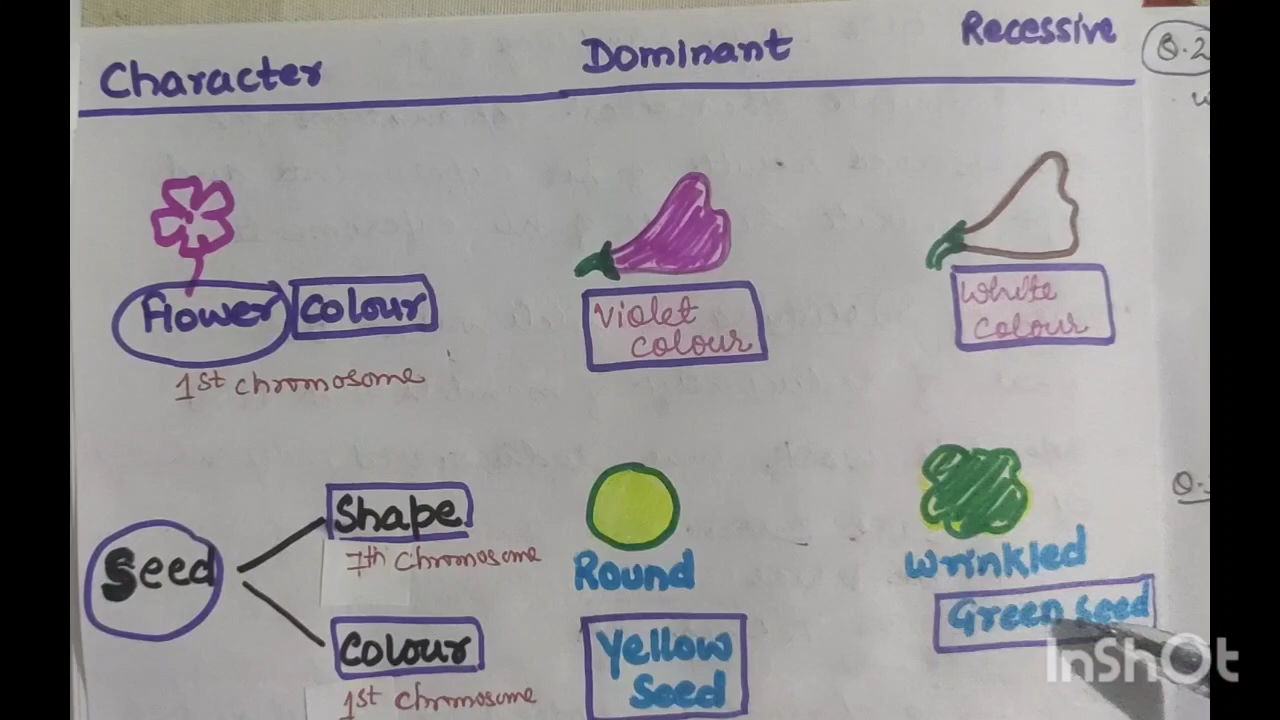 Character Dominant Recessive
Q.2
Flower Colour
Violet
colour
White
colour
1st chromosome
Seed
Shape
7th chromosome
Round
Wrinkled
Colour
1st chromosome
Yellow
Seed
Green seed
InShOt